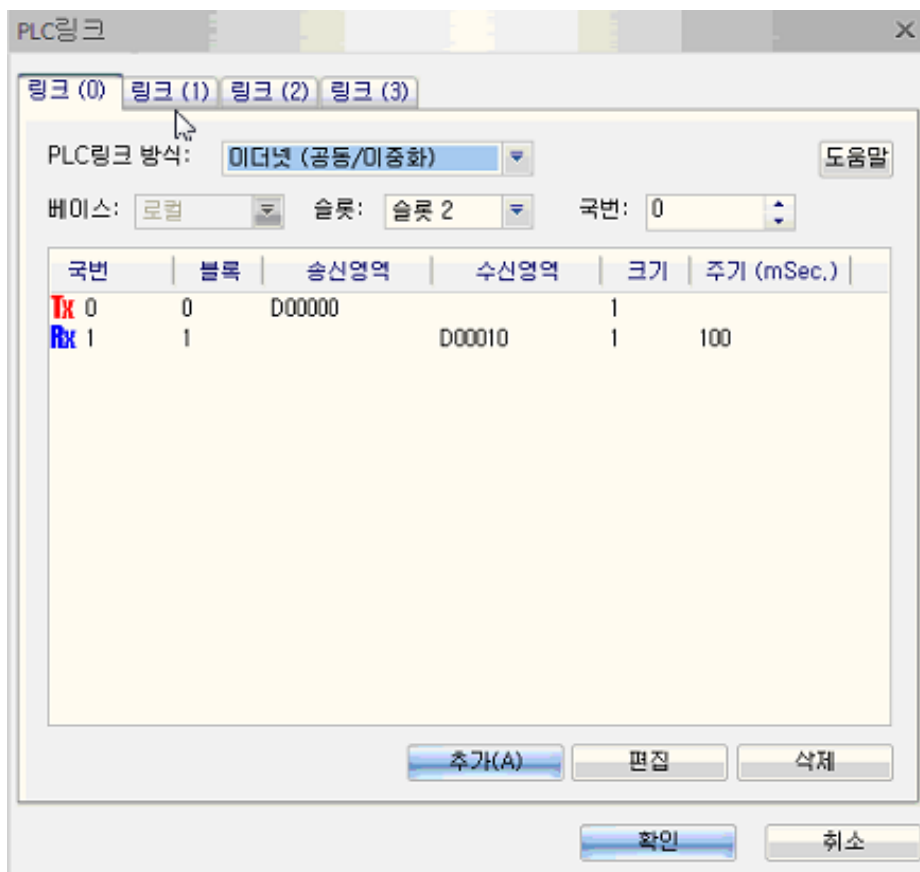 PLC링크
링크 (0) 링크 (1) 링크 (2) 링크 (3)
PLC링크 방식: 이더넷 (공동/이중화) 도움말
베이스: 로컬 슬롯: 슬롯 2 국번: 0
국번 블록 송신영역 수신영역 크기 주기 (mSec.)
Tx 0 0 D00000 1
Rx 1 1 D00010 1 100
추가(A) 편집 삭제
확인 취소